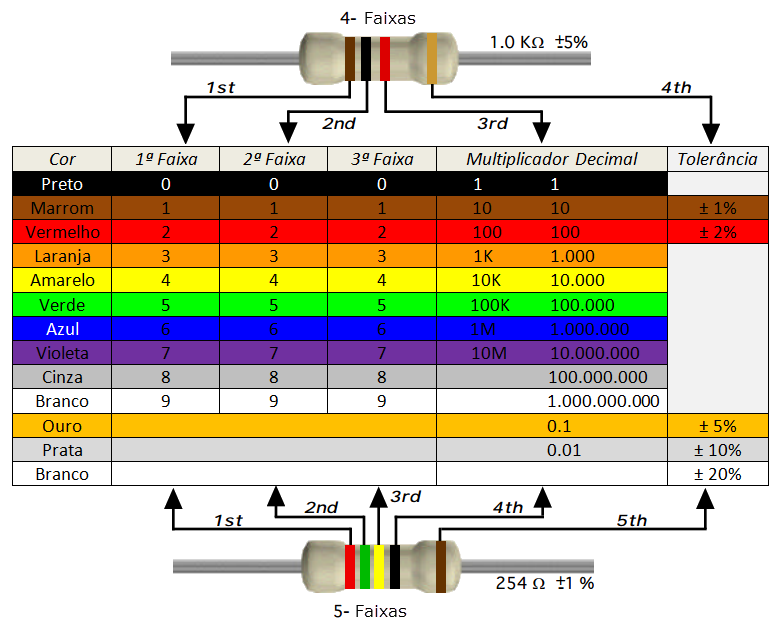 4- Faixas
1.0 KΩ ±5%
1st
2nd
3rd
4th
Cor 1ª Faixa 2ª Faixa 3ª Faixa Multiplicador Decimal Tolerância
Preto 0 0 0 1 1
Marrom 1 1 1 10 10 ± 1%
Vermelho 2 2 2 100 100 ± 2%
Laranja 3 3 3 1K 1.000
Amarelo 4 4 4 10K 10.000
Verde 5 5 5 100K 100.000
Azul 6 6 6 1M 1.000.000
Violeta 7 7 7 10M 10.000.000
Cinza 8 8 8 100.000.000
Branco 9 9 9 1.000.000.000
Ouro 0.1 ± 5%
Prata 0.01 ± 10%
Branco ± 20%
1st
2nd
3rd
4th
5th
254 Ω ±1 %
5- Faixas